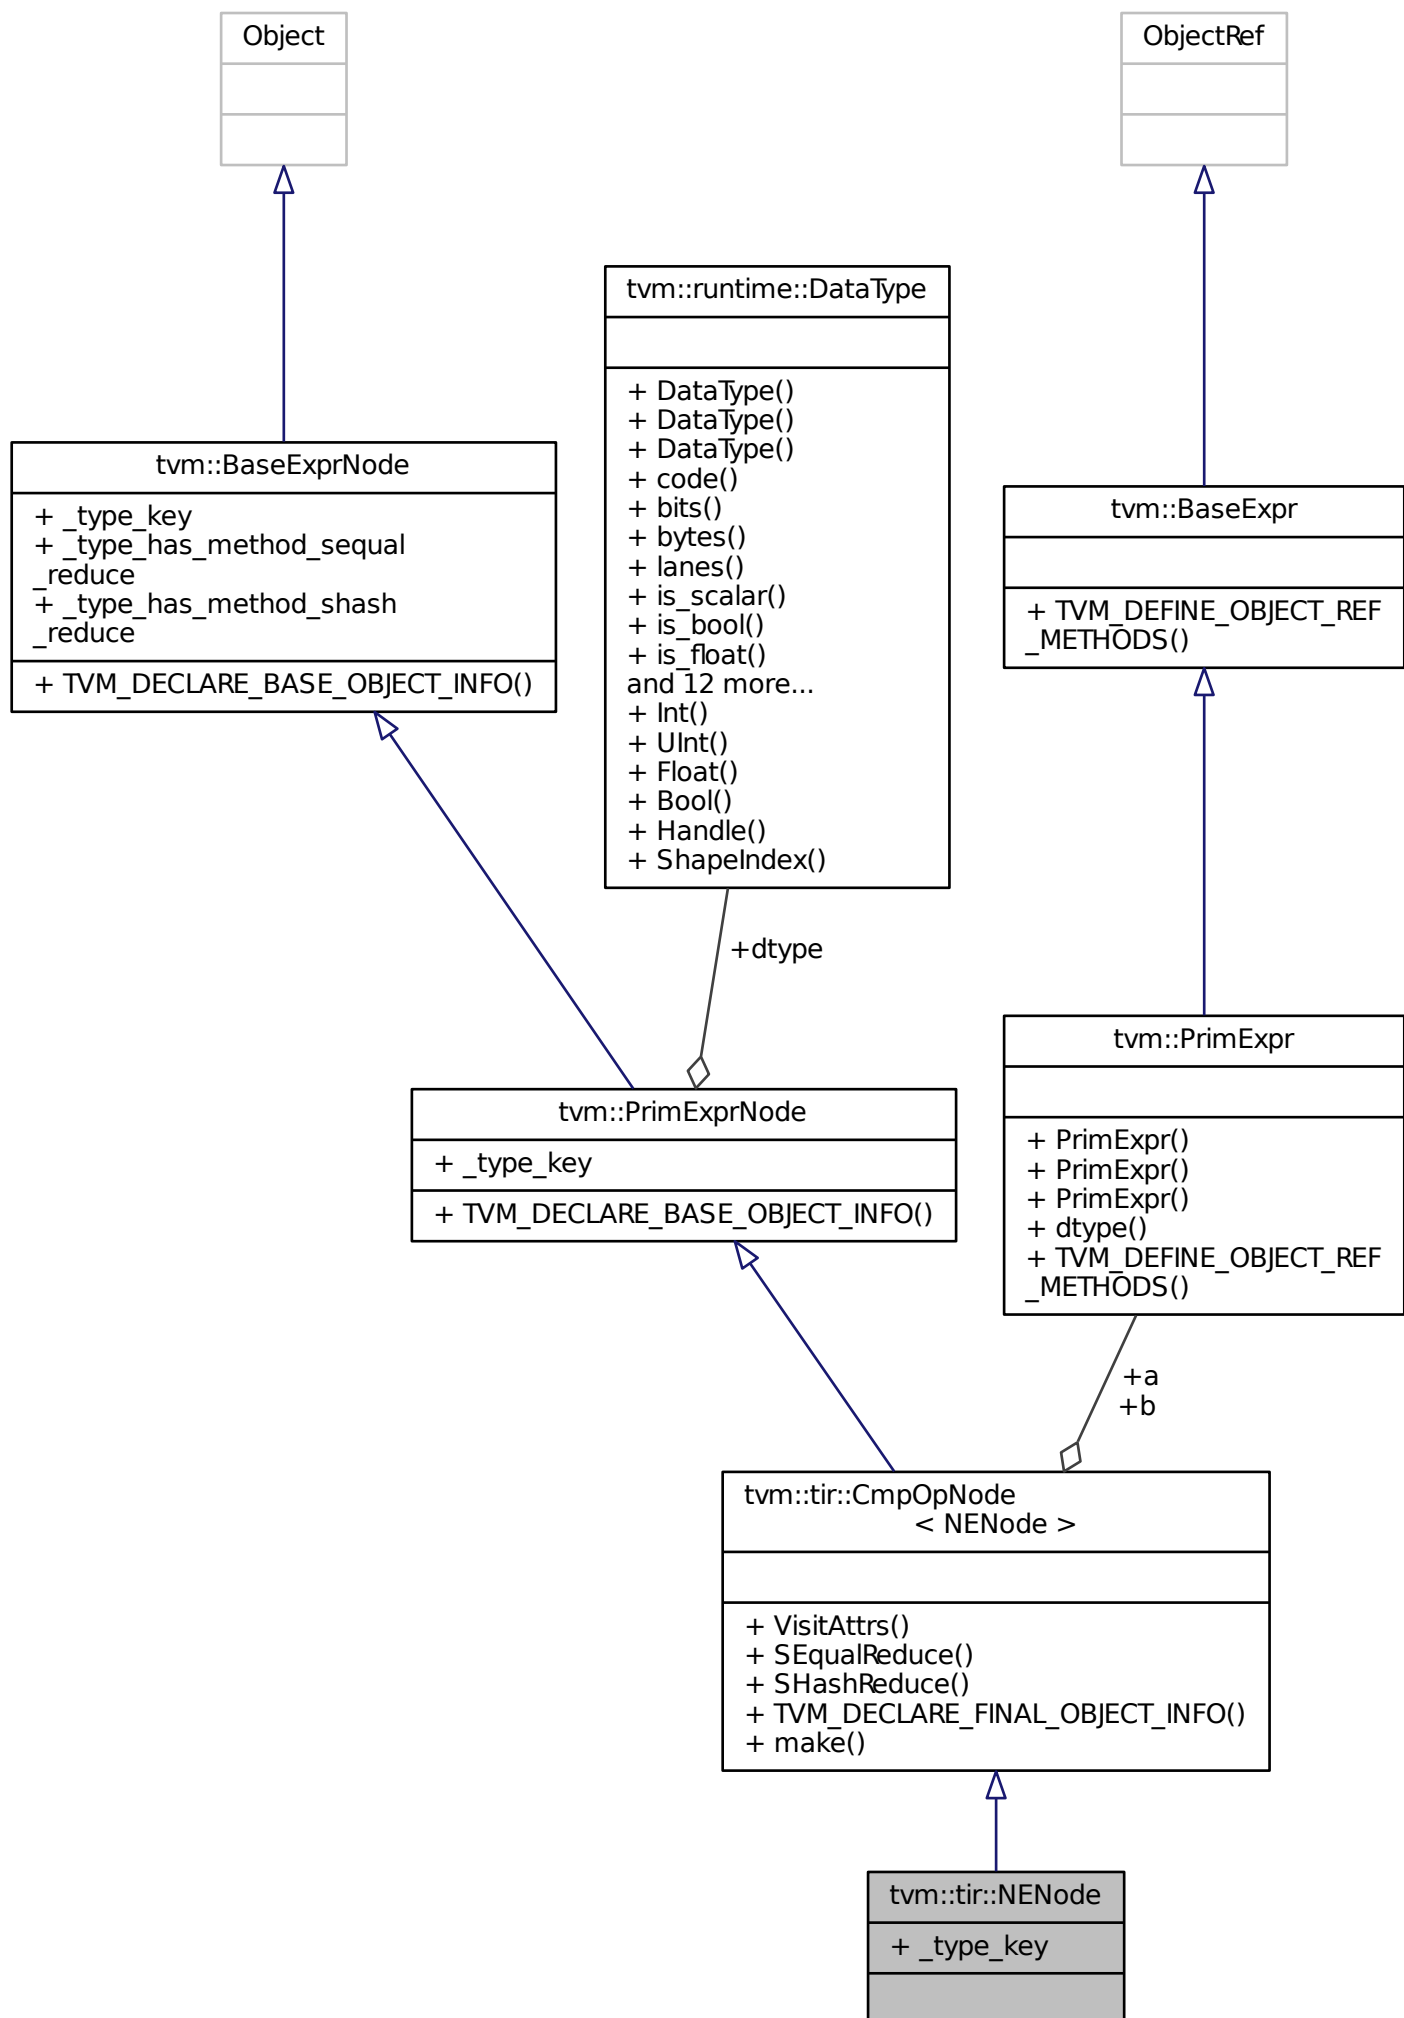 Object
ObjectRef
tvm::runtime::DataType
+ DataType()
+ DataType()
+ DataType()
+ code()
+ bits()
+ bytes()
+ lanes()
+ is_scalar()
+ is_bool()
+ is_float()
and 12 more...
+ Int()
+ UInt()
+ Float()
+ Bool()
+ Handle()
+ ShapeIndex()
tvm::BaseExprNode
+ _type_key
+ _type_has_method_sequal
_reduce
+ _type_has_method_shash
_reduce
+ TVM_DECLARE_BASE_OBJECT_INFO()
tvm::BaseExpr
+ TVM_DEFINE_OBJECT_REF
_METHODS()
+dtype
tvm::PrimExprNode
+ _type_key
+ TVM_DECLARE_BASE_OBJECT_INFO()
tvm::PrimExpr
+ PrimExpr()
+ PrimExpr()
+ PrimExpr()
+ dtype()
+ TVM_DEFINE_OBJECT_REF
_METHODS()
+a
+b
tvm::tir::CmpOpNode
< NENode >
+ VisitAttrs()
+ SEqualReduce()
+ SHashReduce()
+ TVM_DECLARE_FINAL_OBJECT_INFO()
+ make()
tvm::tir::NENode
+ _type_key